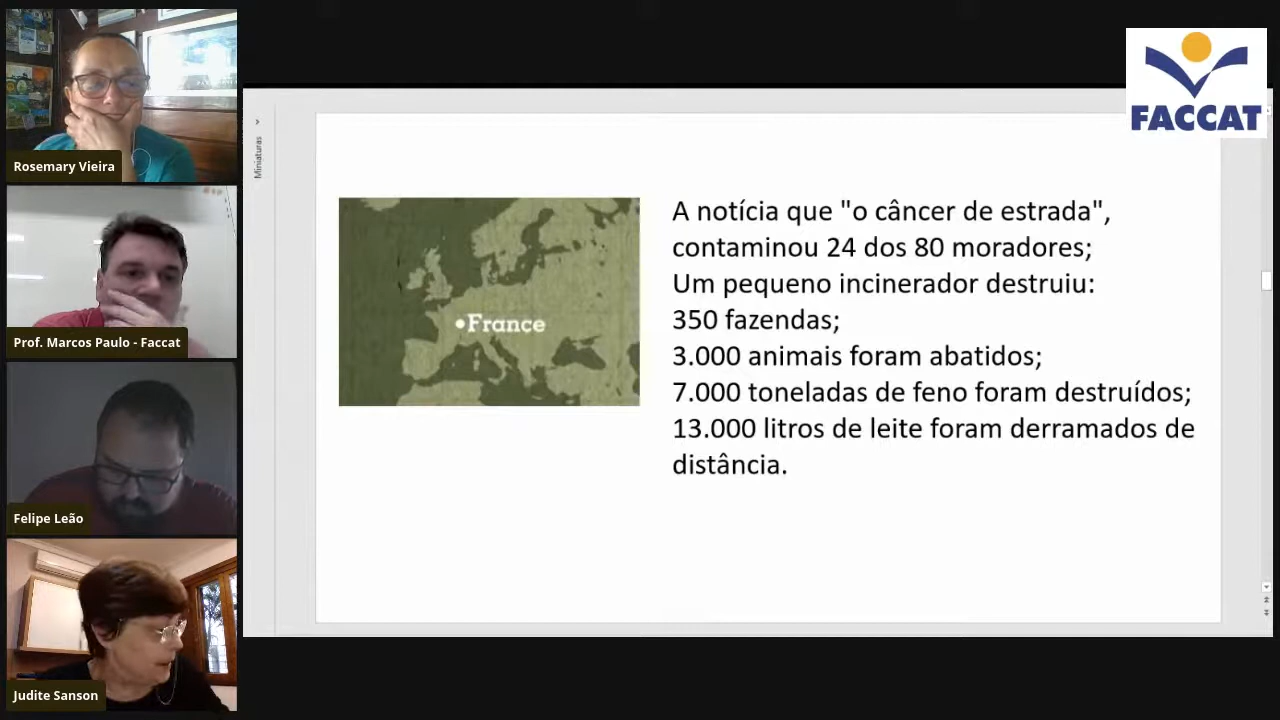 Rosemary Vieira
Prof. Marcos Paulo - Faccat
Felipe Leão
Judite Sanson
Miniaturas
France
A notícia que "o câncer de estrada",
contaminou 24 dos 80 moradores;
Um pequeno incinerador destruiu:
350 fazendas;
3.000 animais foram abatidos;
7.000 toneladas de feno foram destruídos;
13.000 litros de leite foram derramados de
distância.
FACCAT